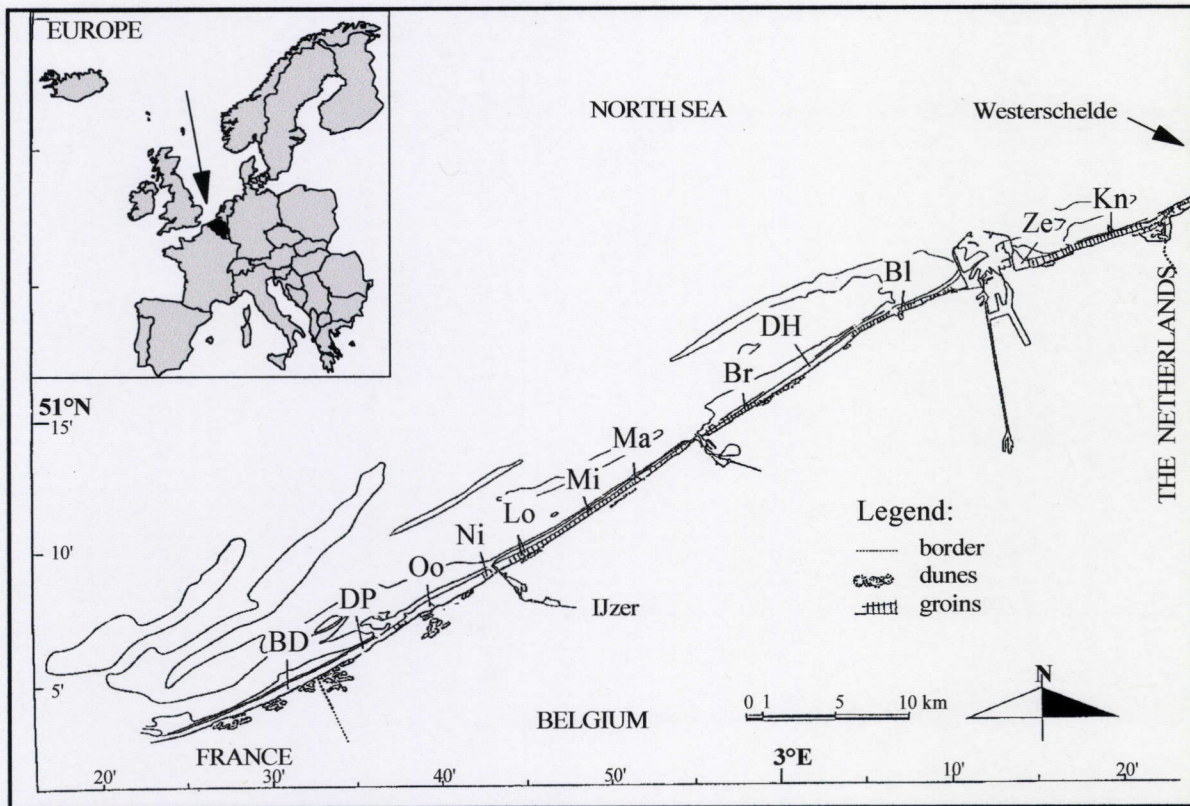 EUROPE
NORTH SEA
Westerschelde
Kn
Ze
Bl
DH
Br
Ma
Mi
Lo
Ni
Oo
DP
BD
51°N
15'
10'
5'
THE NETHERLANDS
Legend:
border
dunes
groins
IJzer
N
0 1 5 10 km
BELGIUM
FRANCE
3°E
20' 30' 40' 50' 10' 20'